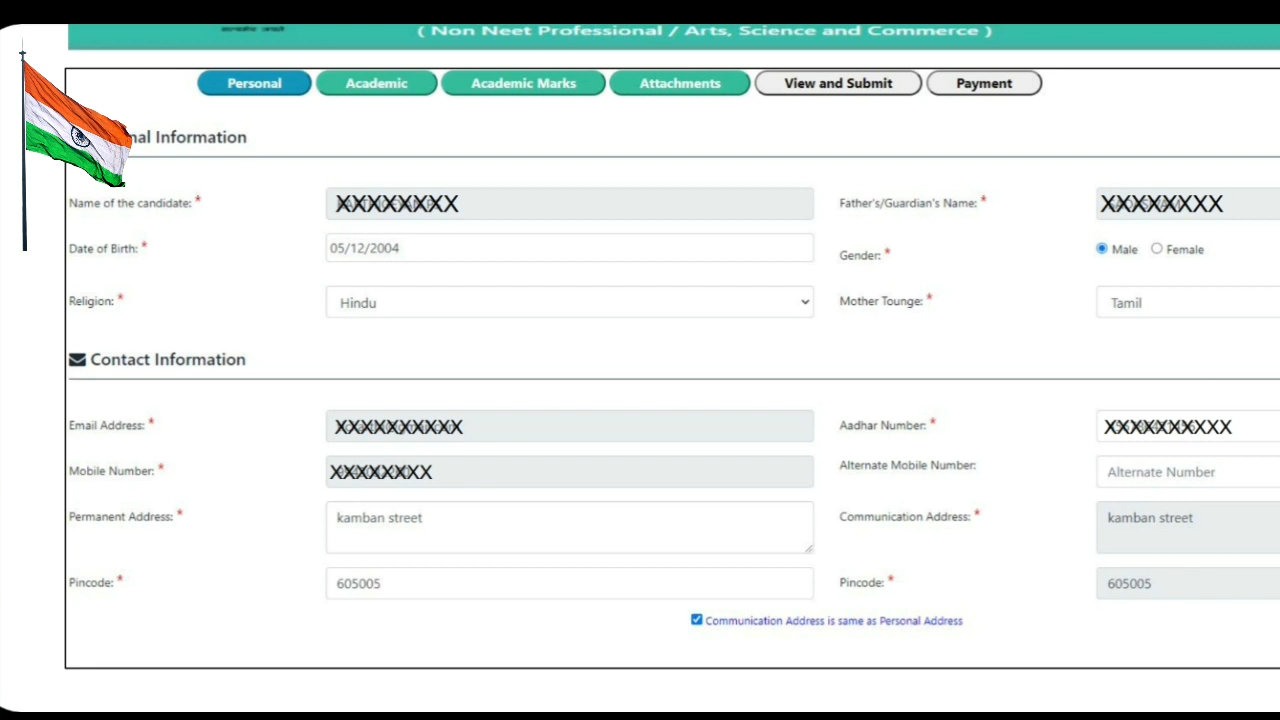 ( Non Neet Professional / Arts, Science and Commerce )
Personal Academic Academic Marks Attachments View and Submit Payment
nal Information
Name of the candidate: * XXXXXXXX Father's/Guardian's Name: * XXXXXXXX
Date of Birth: * 05/12/2004 Gender: * Male Female
Religion: * Hindu Mother Tounge: * Tamil
Contact Information
Email Address: * XXXXXXXXXX Aadhar Number: * XXXXXXXXXX
Mobile Number: * XXXXXXXX Alternate Mobile Number: Alternate Number
Permanent Address: * kamban street Communication Address: * kamban street
Pincode: * 605005 Pincode: * 605005
Communication Address is same as Personal Address